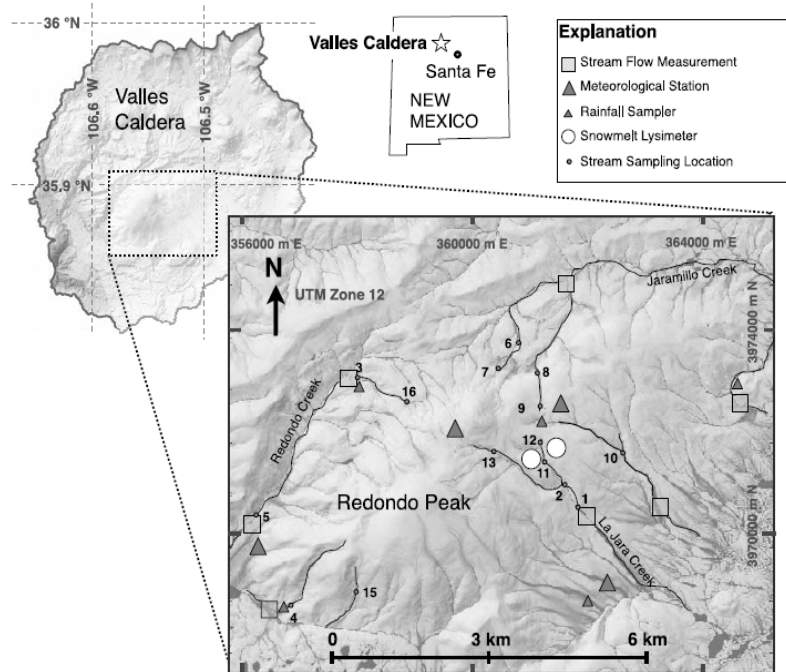 36 °N
106.6 °W
Valles
Caldera
106.5 °W
35.9 °N
Valles Caldera
Santa Fe
NEW
MEXICO
Explanation
Stream Flow Measurement
Meteorological Station
Rainfall Sampler
Snowmelt Lysimeter
Stream Sampling Location
356000 m E
360000 m E
364000 m E
N
UTM Zone 12
Jaramillo Creek
3974000 m N
6
7
8
3
16
9
Redondo Creek
12
13
11
10
2
1
Redondo Peak
5
La Jara Creek
3970000 m N
15
4
0
3 km
6 km